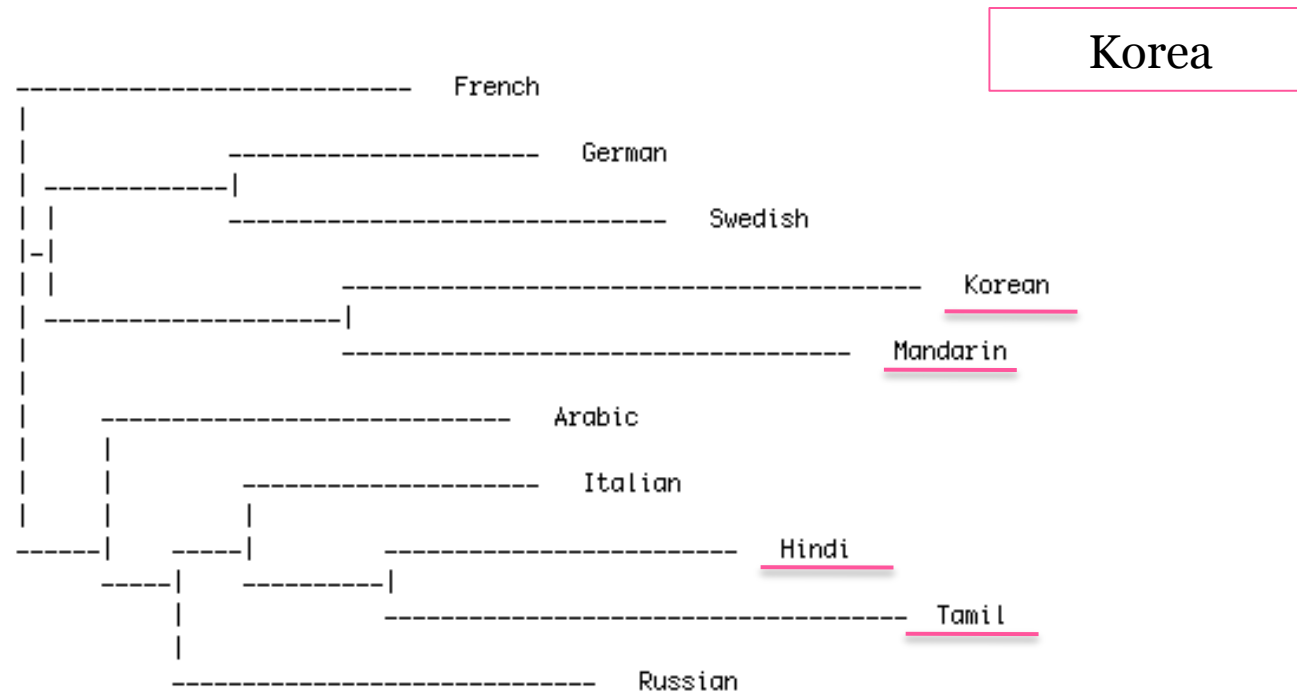 Korea
French
German
Swedish
Korean
Mandarin
Arabic
Italian
Hindi
Tamil
Russian